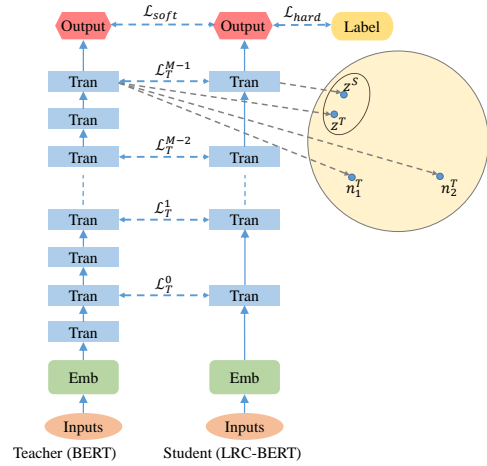 Output
ℒ_soft
Output
ℒ_hard
Label
Tran
ℒ_T^{M-1}
Tran
z^S
Tran
z^T
Tran
ℒ_T^{M-2}
Tran
n_1^T
n_2^T
Tran
ℒ_T^1
Tran
Tran
Tran
ℒ_T^0
Tran
Tran
Emb
Emb
Inputs
Inputs
Teacher (BERT)
Student (LRC-BERT)